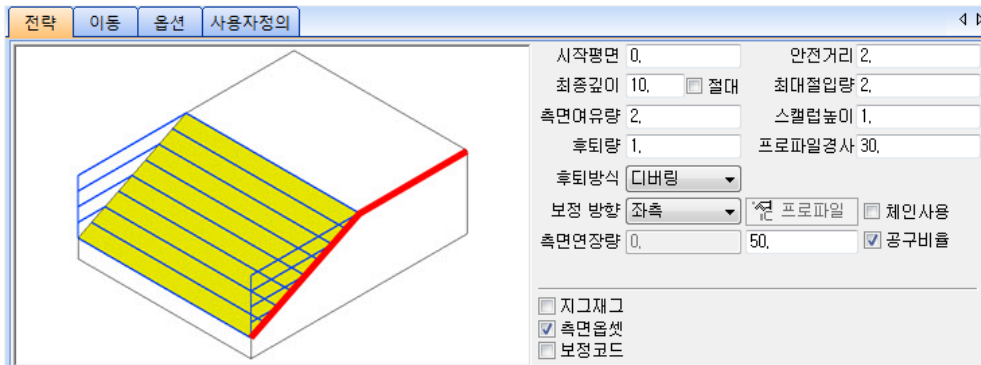 전략 이동 옵션 사용자정의
시작평면 0, 안전거리 2,
최종깊이 10, 절대 최대절입량 2,
측면여유량 2, 스캘럽높이 1,
후퇴량 1, 프로파일경사 30,
후퇴방식 디버링
보정 방향 좌측 프로파일 체인사용
측면연장량 0, 50, 공구비율
지그재그
측면옵셋
보정코드